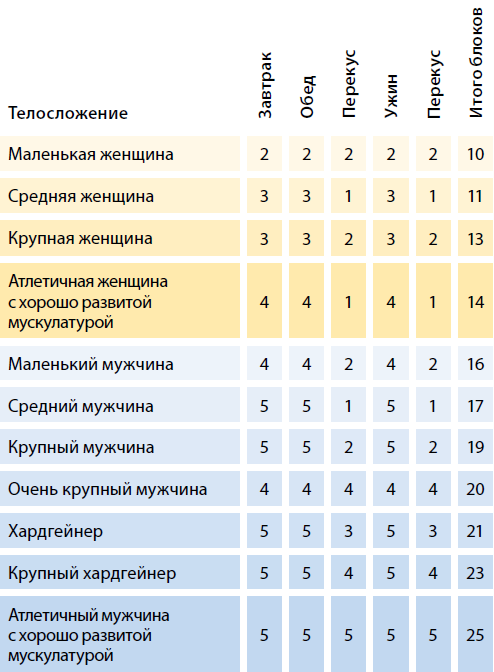 Телосложение Завтрак Обед Перекус Ужин Перекус Итого блоков
Маленькая женщина 2 2 2 2 2 10
Средняя женщина 3 3 1 3 1 11
Крупная женщина 3 3 2 3 2 13
Атлетичная женщина
с хорошо развитой 4 4 1 4 1 14
мускулатурой
Маленький мужчина 4 4 2 4 2 16
Средний мужчина 5 5 1 5 1 17
Крупный мужчина 5 5 2 5 2 19
Очень крупный мужчина 4 4 4 4 4 20
Хардгейнер 5 5 3 5 3 21
Крупный хардгейнер 5 5 4 5 4 23
Атлетичный мужчина
с хорошо развитой 5 5 5 5 5 25
мускулатурой